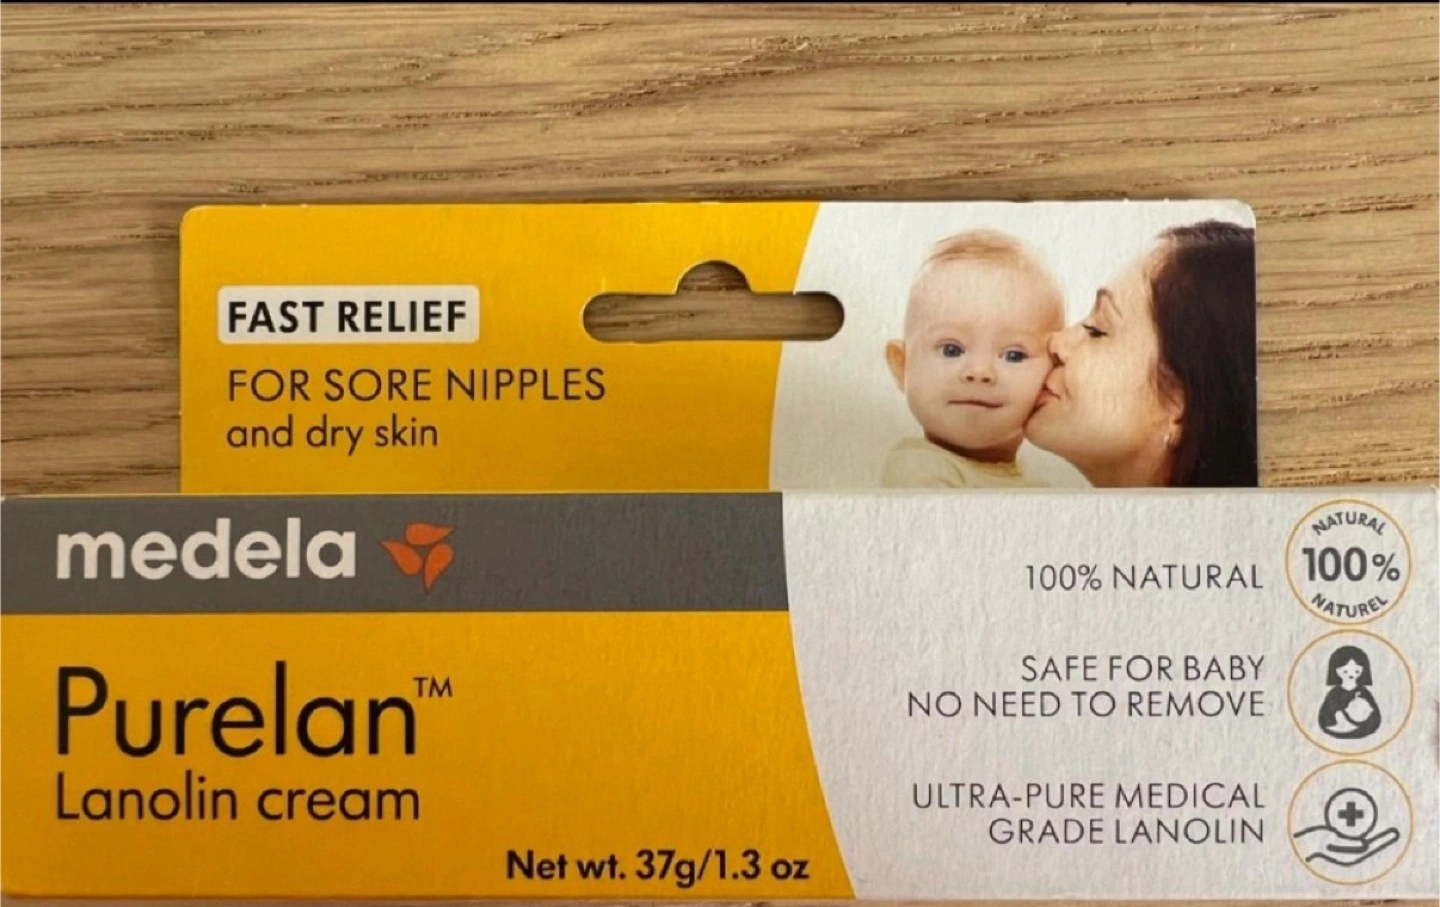 FAST RELIEF
FOR SORE NIPPLES
and dry skin
medela
Purelan™
Lanolin cream
Net wt. 37g/1.3 oz
100% NATURAL
NATURAL
100%
NATUREL
SAFE FOR BABY
NO NEED TO REMOVE
ULTRA-PURE MEDICAL
GRADE LANOLIN